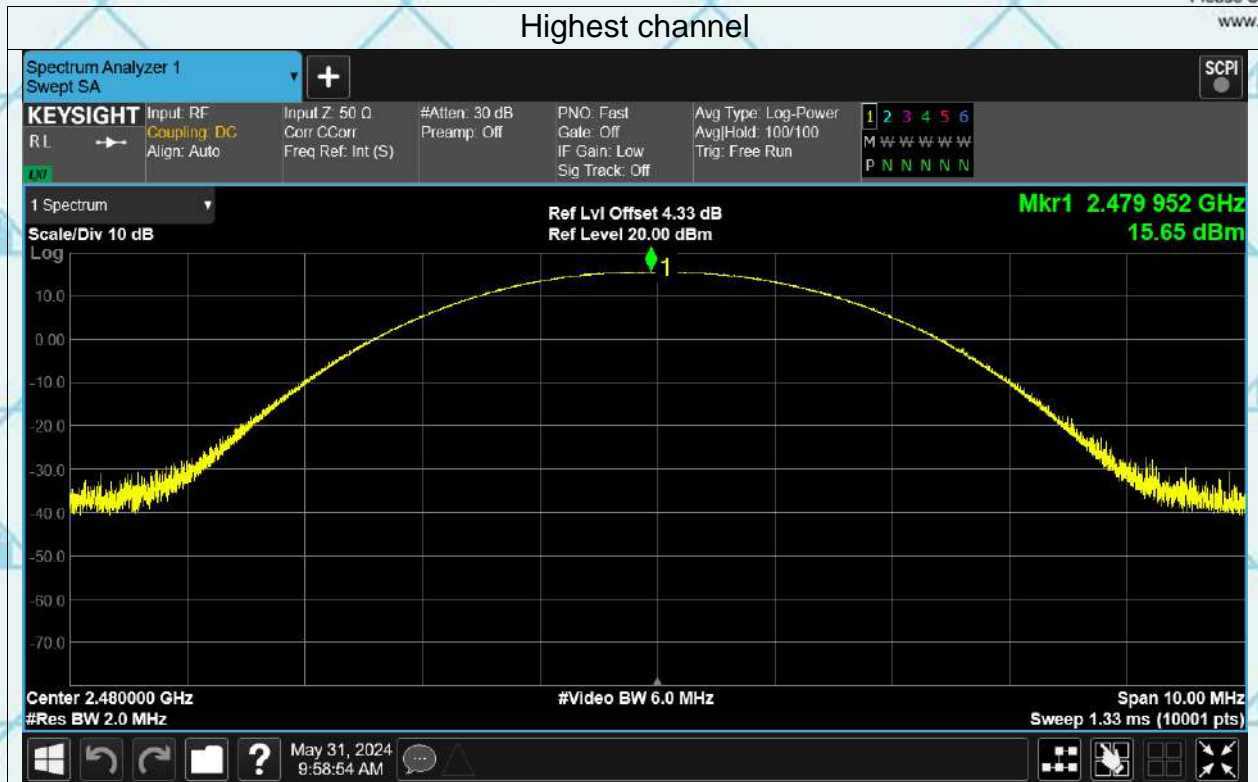 www.
Highest channel
Spectrum Analyzer 1
Swept SA
+
SCPI
KEYSIGHT
RL
LXI
Input: RF
Coupling: DC
Align: Auto
Input Z: 50 Ω
Corr CCorr
Freq Ref: Int (S)
#Atten: 30 dB
Preamp: Off
PNO: Fast
Gate: Off
IF Gain: Low
Sig Track: Off
Avg Type: Log-Power
Avg|Hold: 100/100
Trig: Free Run
1 2 3 4 5 6
M W W W W W
P N N N N N
1 Spectrum
Scale/Div 10 dB
Log
Ref Lvl Offset 4.33 dB
Ref Level 20.00 dBm
Mkr1 2.479 952 GHz
15.65 dBm
1
10.0
0.00
-10.0
-20.0
-30.0
-40.0
-50.0
-60.0
-70.0
Center 2.480000 GHz
#Res BW 2.0 MHz
#Video BW 6.0 MHz
Span 10.00 MHz
Sweep 1.33 ms (10001 pts)
?
May 31, 2024
9:58:54 AM